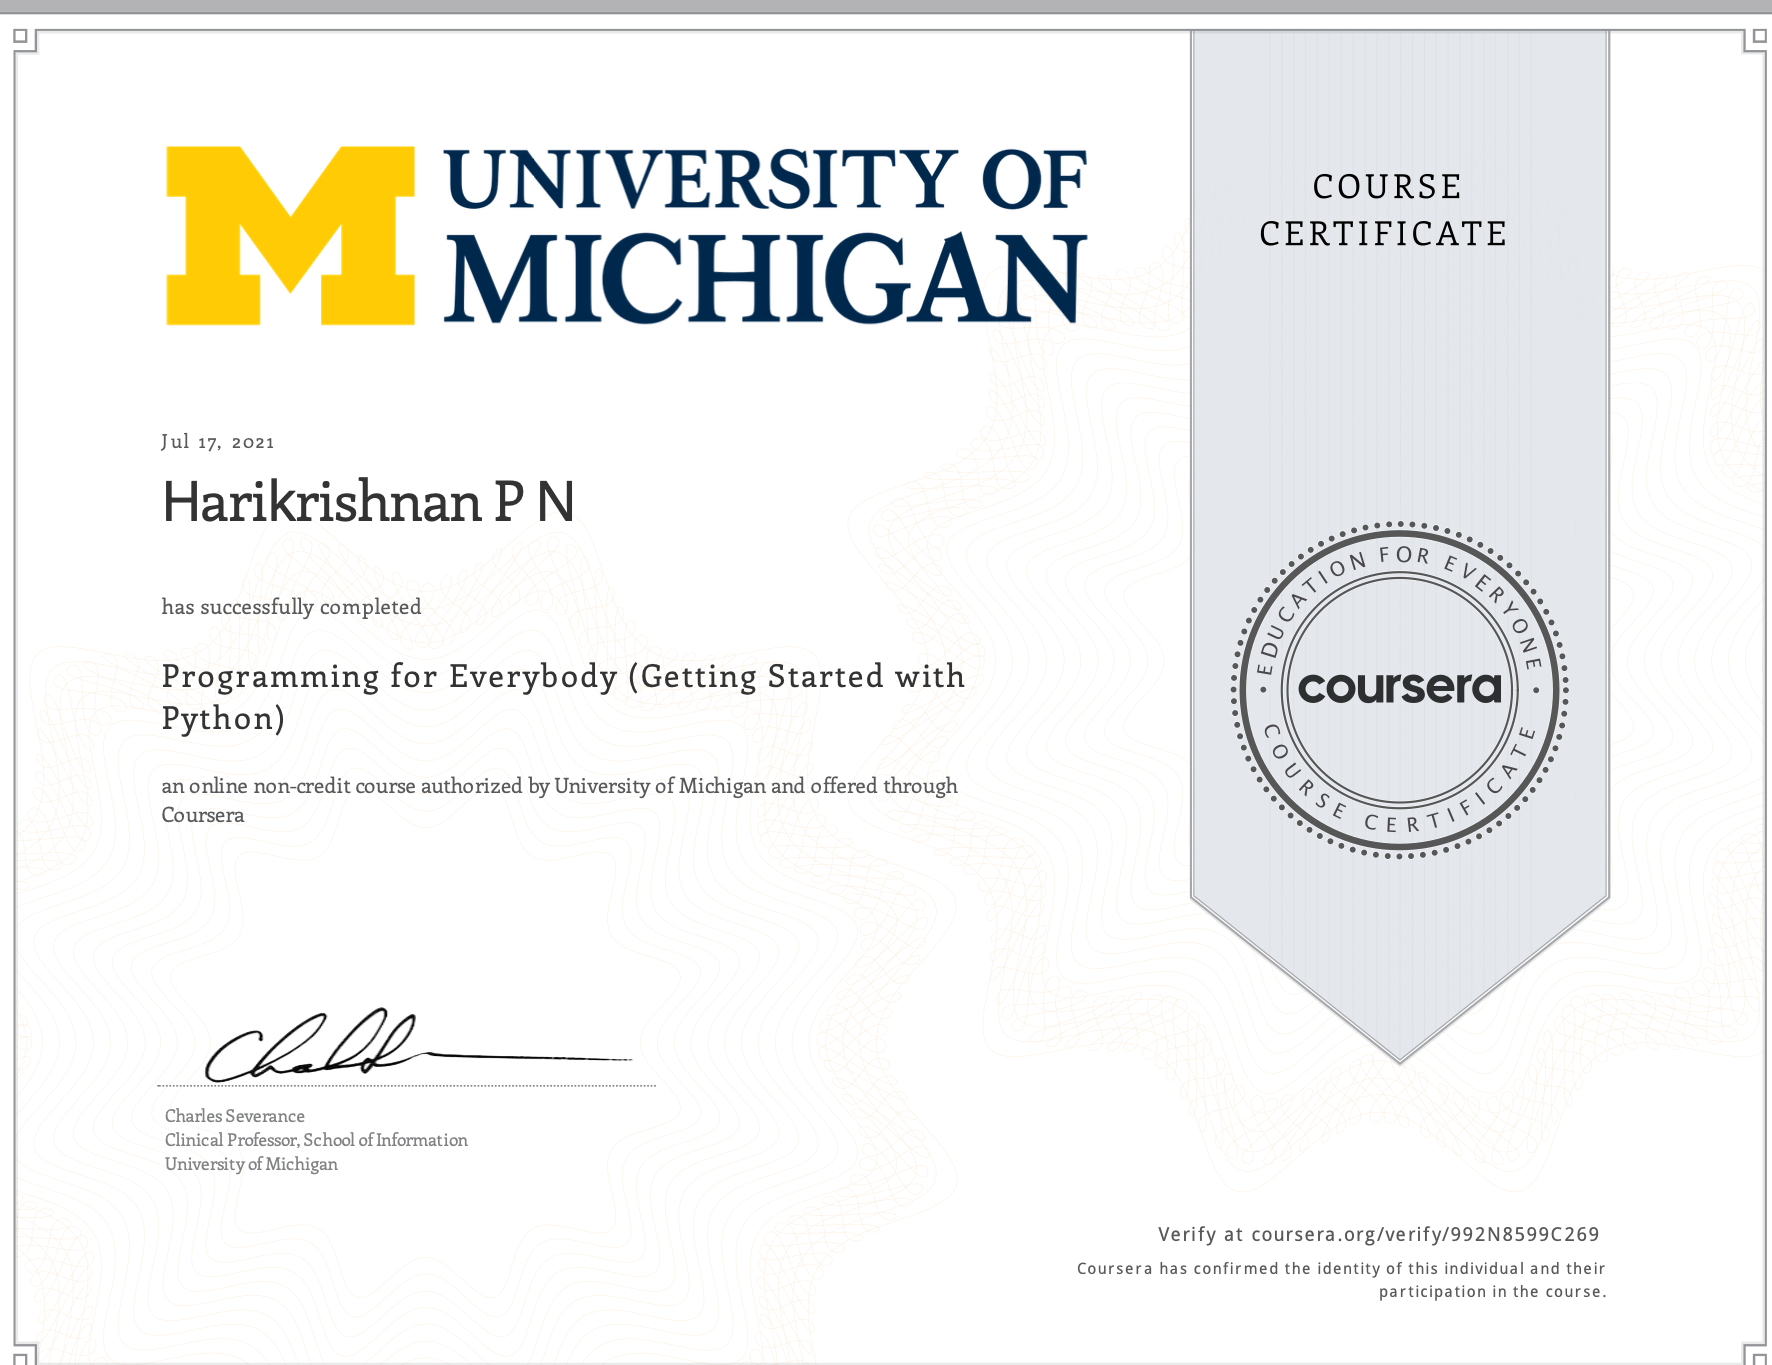 UNIVERSITY OF
MICHIGAN
COURSE
CERTIFICATE
Jul 17, 2021
Harikrishnan P N
has successfully completed
Programming for Everybody (Getting Started with
Python)
an online non-credit course authorized by University of Michigan and offered through
Coursera
EDUCATION FOR EVERYONE
coursera
COURSE CERTIFICATE
Charles Severance
Clinical Professor, School of Information
University of Michigan
Verify at coursera.org/verify/992N8599C269
Coursera has confirmed the identity of this individual and their
participation in the course.